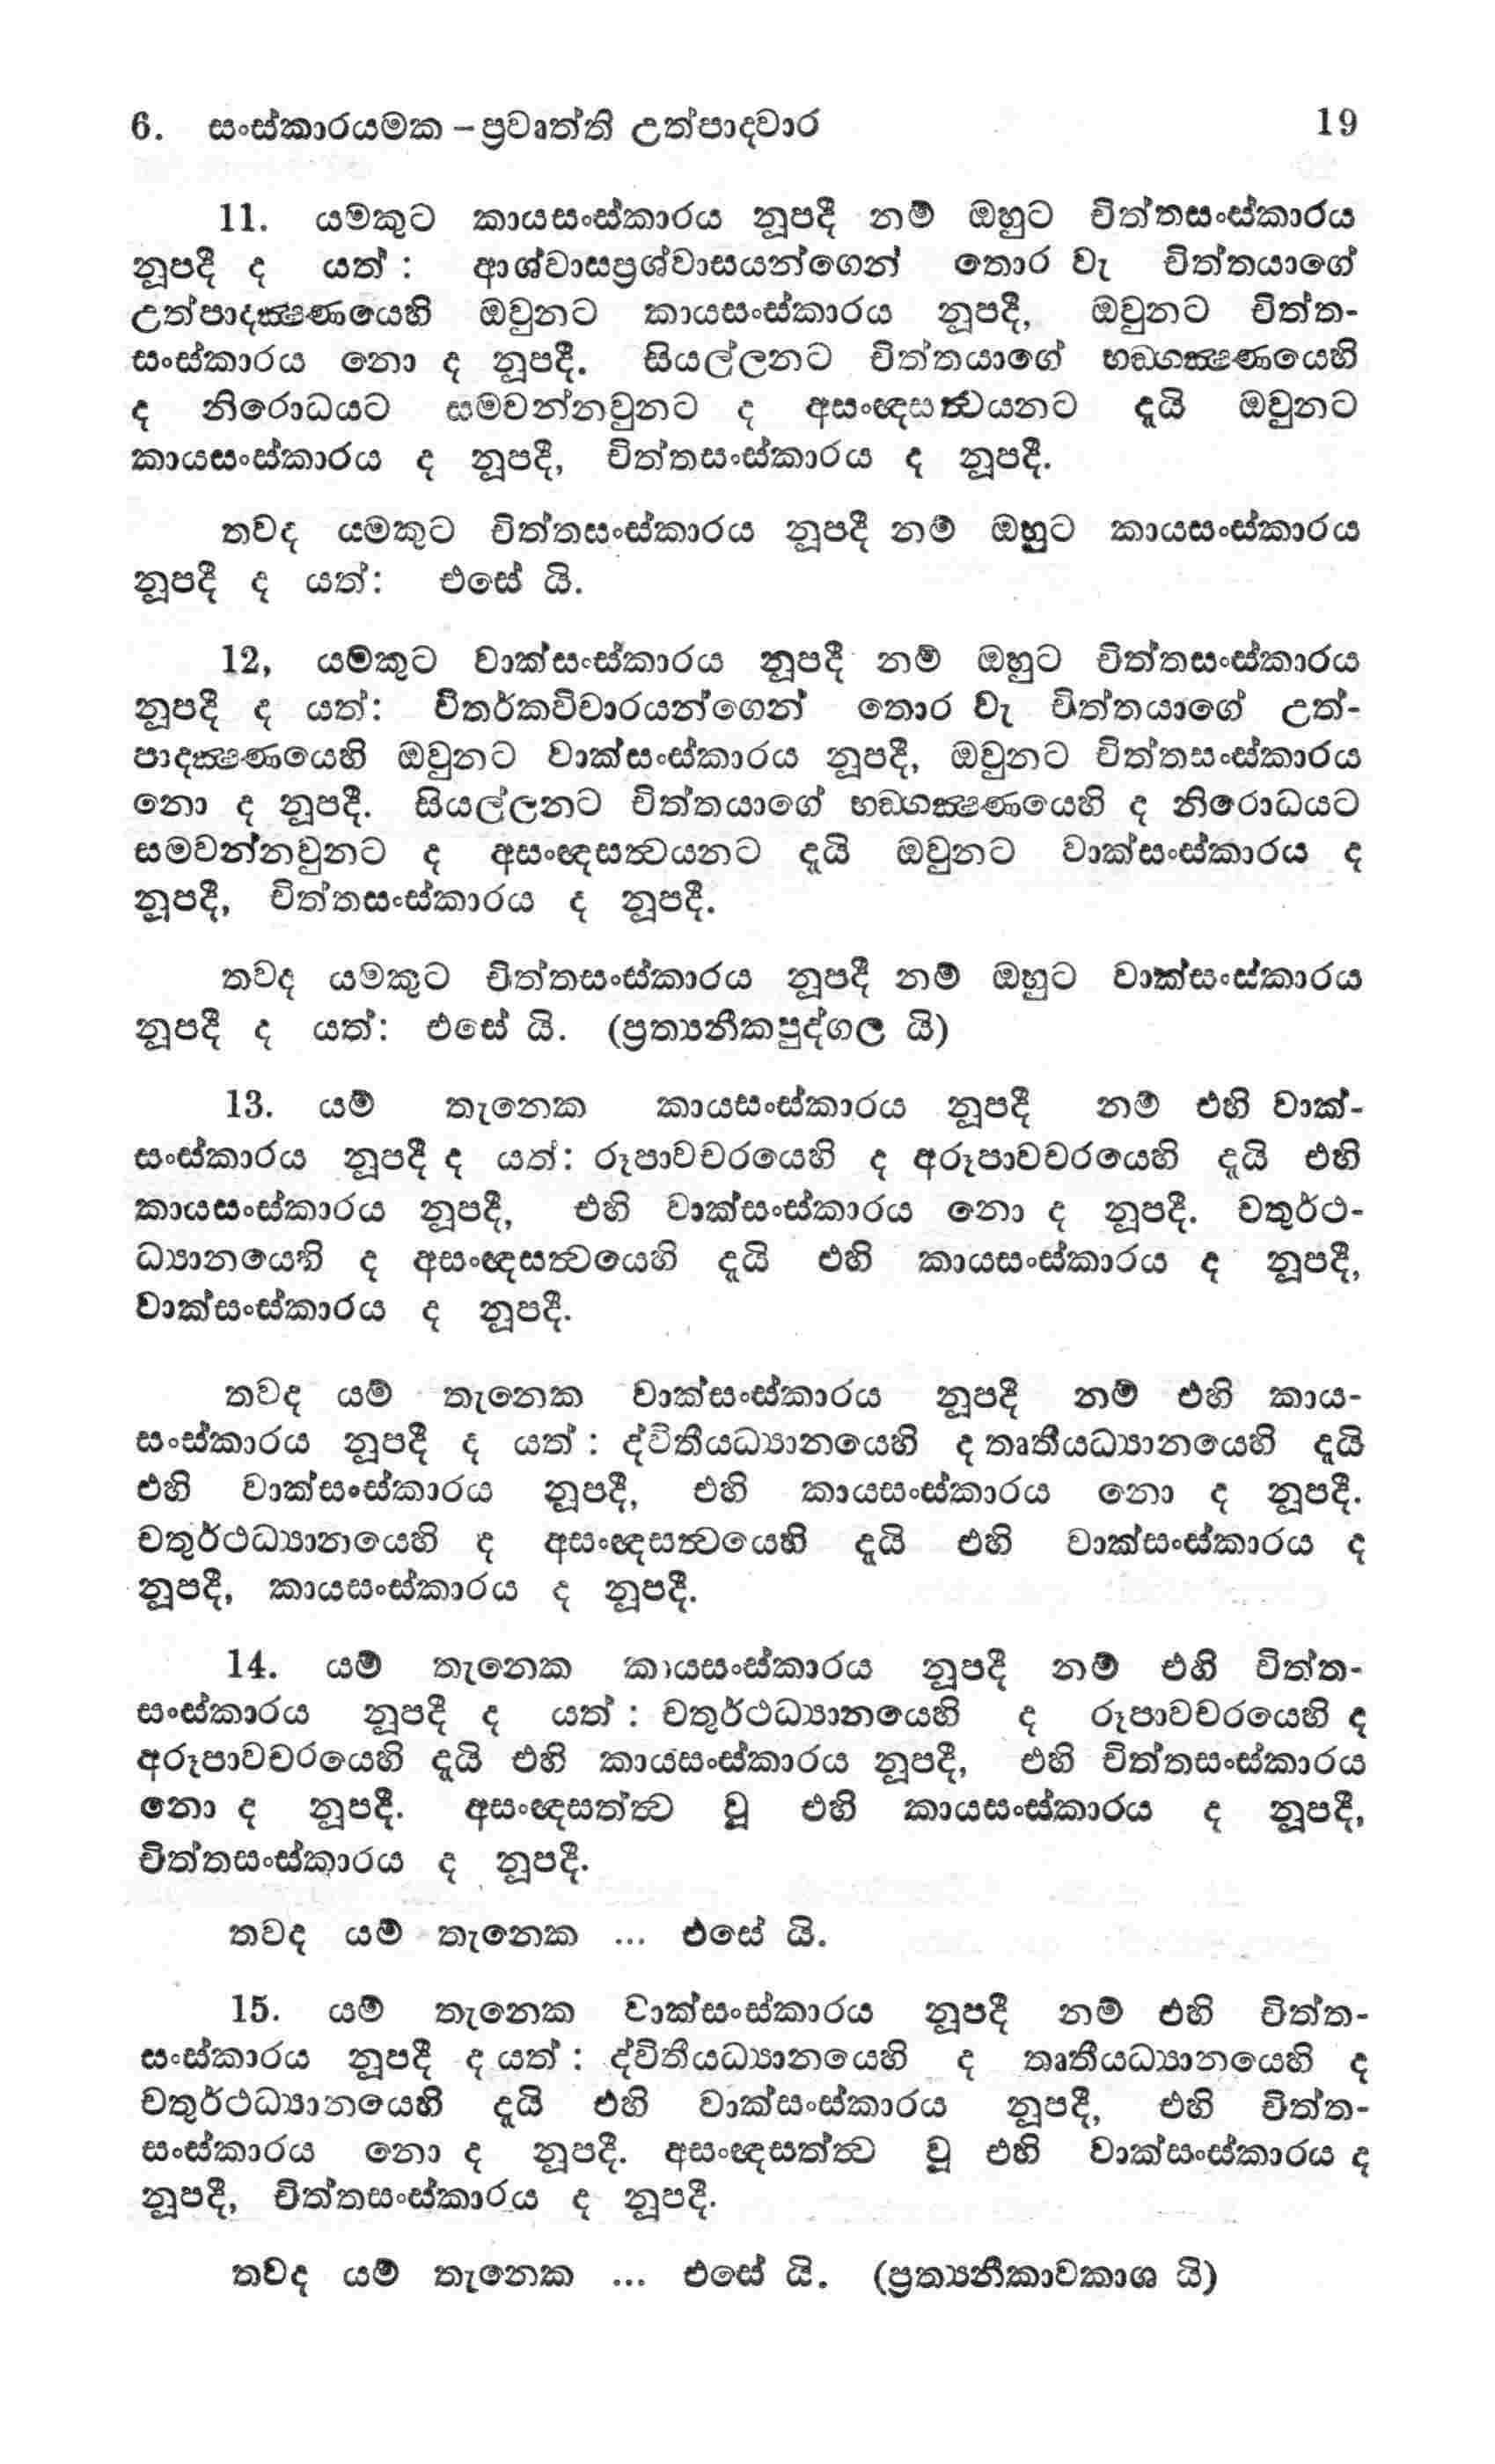 6. සංස්කාරයමක – ප්‍රවෘත්ති උත්පාදවාර 19
11. යමකුට කායසංස්කාරය නූපදී නම් ඔහුට චිත්තසංස්කාරය
නූපදී ද යත් : ආශ්වාසප්‍රශ්වාසයන්ගෙන් තොර වැ චිත්තයාගේ
උත්පාදක්‍ෂණයෙහි ඔවුනට කායසංස්කාරය නූපදී, ඔවුනට චිත්ත-
සංස්කාරය නො ද නූපදී. සියල්ලනට චිත්තයාගේ භඞ්ගක්‍ෂණයෙහි
ද නිරොධයට සමවන්නවුනට ද අසංඥසත්‍වයනට දැයි ඔවුනට
කායසංස්කාරය ද නූපදී, චිත්තසංස්කාරය ද නූපදී.
තවද යමකුට චිත්තසංස්කාරය නූපදී නම් ඔහුට කායසංස්කාරය
නූපදී ද යත්: එසේ යි.
12, යමකුට වාක්සංස්කාරය නූපදී නම් ඔහුට චිත්තසංස්කාරය
නූපදී ද යත්: විතර්කවිචාරයන්ගෙන් තොර වැ චිත්තයාගේ උත්-
පාදක්‍ෂණයෙහි ඔවුනට වාක්සංස්කාරය නූපදී, ඔවුනට චිත්තසංස්කාරය
නො ද නූපදී. සියල්ලනට චිත්තයාගේ භඞ්ගක්‍ෂණයෙහි ද නිරොධයට
සමවන්නවුනට ද අසංඥසත්‍වයනට දැයි ඔවුනට වාක්සංස්කාරය ද
නූපදී, චිත්තසංස්කාරය ද නූපදී.
තවද යමකුට චිත්තසංස්කාරය නූපදී නම් ඔහුට වාක්සංස්කාරය
නූපදී ද යත්: එසේ යි. (ප්‍රත්‍යනීකපුද්ගල යි)
13. යම් තැනෙක කායසංස්කාරය නූපදී නම් එහි වාක්-
සංස්කාරය නූපදී ද යත්: රූපාවචරයෙහි ද අරූපාවචරයෙහි දැයි එහි
කායසංස්කාරය නූපදී, එහි වාක්සංස්කාරය නො ද නූපදී. චතුර්ථ-
ධ්‍යානයෙහි ද අසංඥසත්‍වයෙහි දැයි එහි කායසංස්කාරය ද නූපදී,
වාක්සංස්කාරය ද නූපදී.
තවද යම් තැනෙක වාක්සංස්කාරය නූපදී නම් එහි කාය-
සංස්කාරය නූපදී ද යත් : ද්විතීයධ්‍යානයෙහි ද තෘතීයධ්‍යානයෙහි දැයි
එහි වාක්සංස්කාරය නූපදී, එහි කායසංස්කාරය නො ද නූපදී.
චතුර්ථධ්‍යානයෙහි ද අසංඥසත්‍වයෙහි දැයි එහි වාක්සංස්කාරය ද
නූපදී, කායසංස්කාරය ද නූපදී.
14. යම් තැනෙක කායසංස්කාරය නූපදී නම් එහි චිත්ත-
සංස්කාරය නූපදී ද යත් : චතුර්ථධ්‍යානයෙහි ද රූපාවචරයෙහි ද
අරූපාවචරයෙහි දැයි එහි කායසංස්කාරය නූපදී, එහි චිත්තසංස්කාරය
නො ද නූපදී. අසංඥසත්ත්‍ව වූ එහි කායසංස්කාරය ද නූපදී,
චිත්තසංස්කාරය ද නූපදී.
තවද යම් තැනෙක ... එසේ යි.
15. යම් තැනෙක වාක්සංස්කාරය නූපදී නම් එහි චිත්ත-
සංස්කාරය නූපදී ද යත් : ද්විතීයධ්‍යානයෙහි ද තෘතීයධ්‍යානයෙහි ද
චතුර්ථධ්‍යානයෙහි දැයි එහි වාක්සංස්කාරය නූපදී, එහි චිත්ත-
සංස්කාරය නො ද නූපදී. අසංඥසත්ත්‍ව වූ එහි වාක්සංස්කාරය ද
නූපදී, චිත්තසංස්කාරය ද නූපදී.
තවද යම් තැනෙක ... එසේ යි. (ප්‍රත්‍යනීකාවකාශ යි)